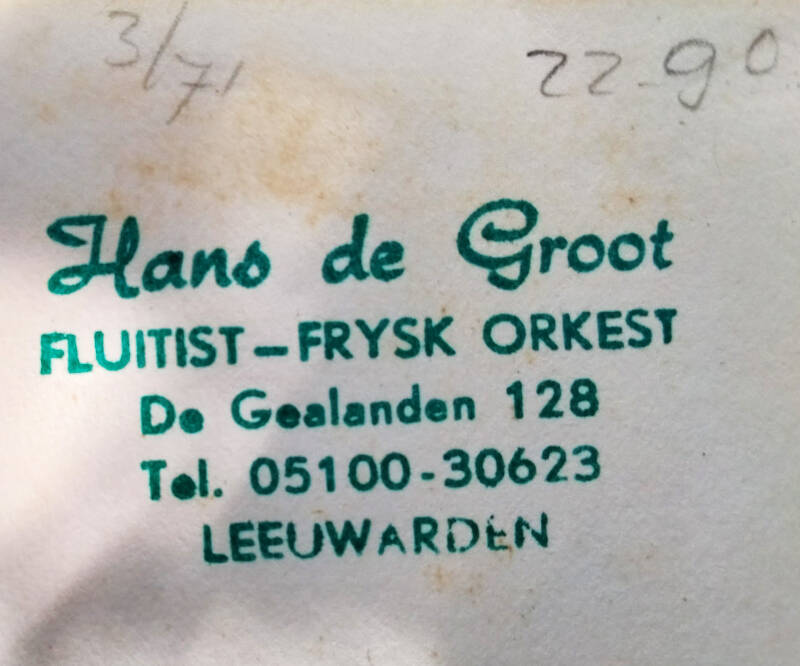 3/71
22-90
Hans de Groot
FLUITIST-FRYSK ORKEST
De Gealanden 128
Tel. 05100-30623
LEEUWARDEN